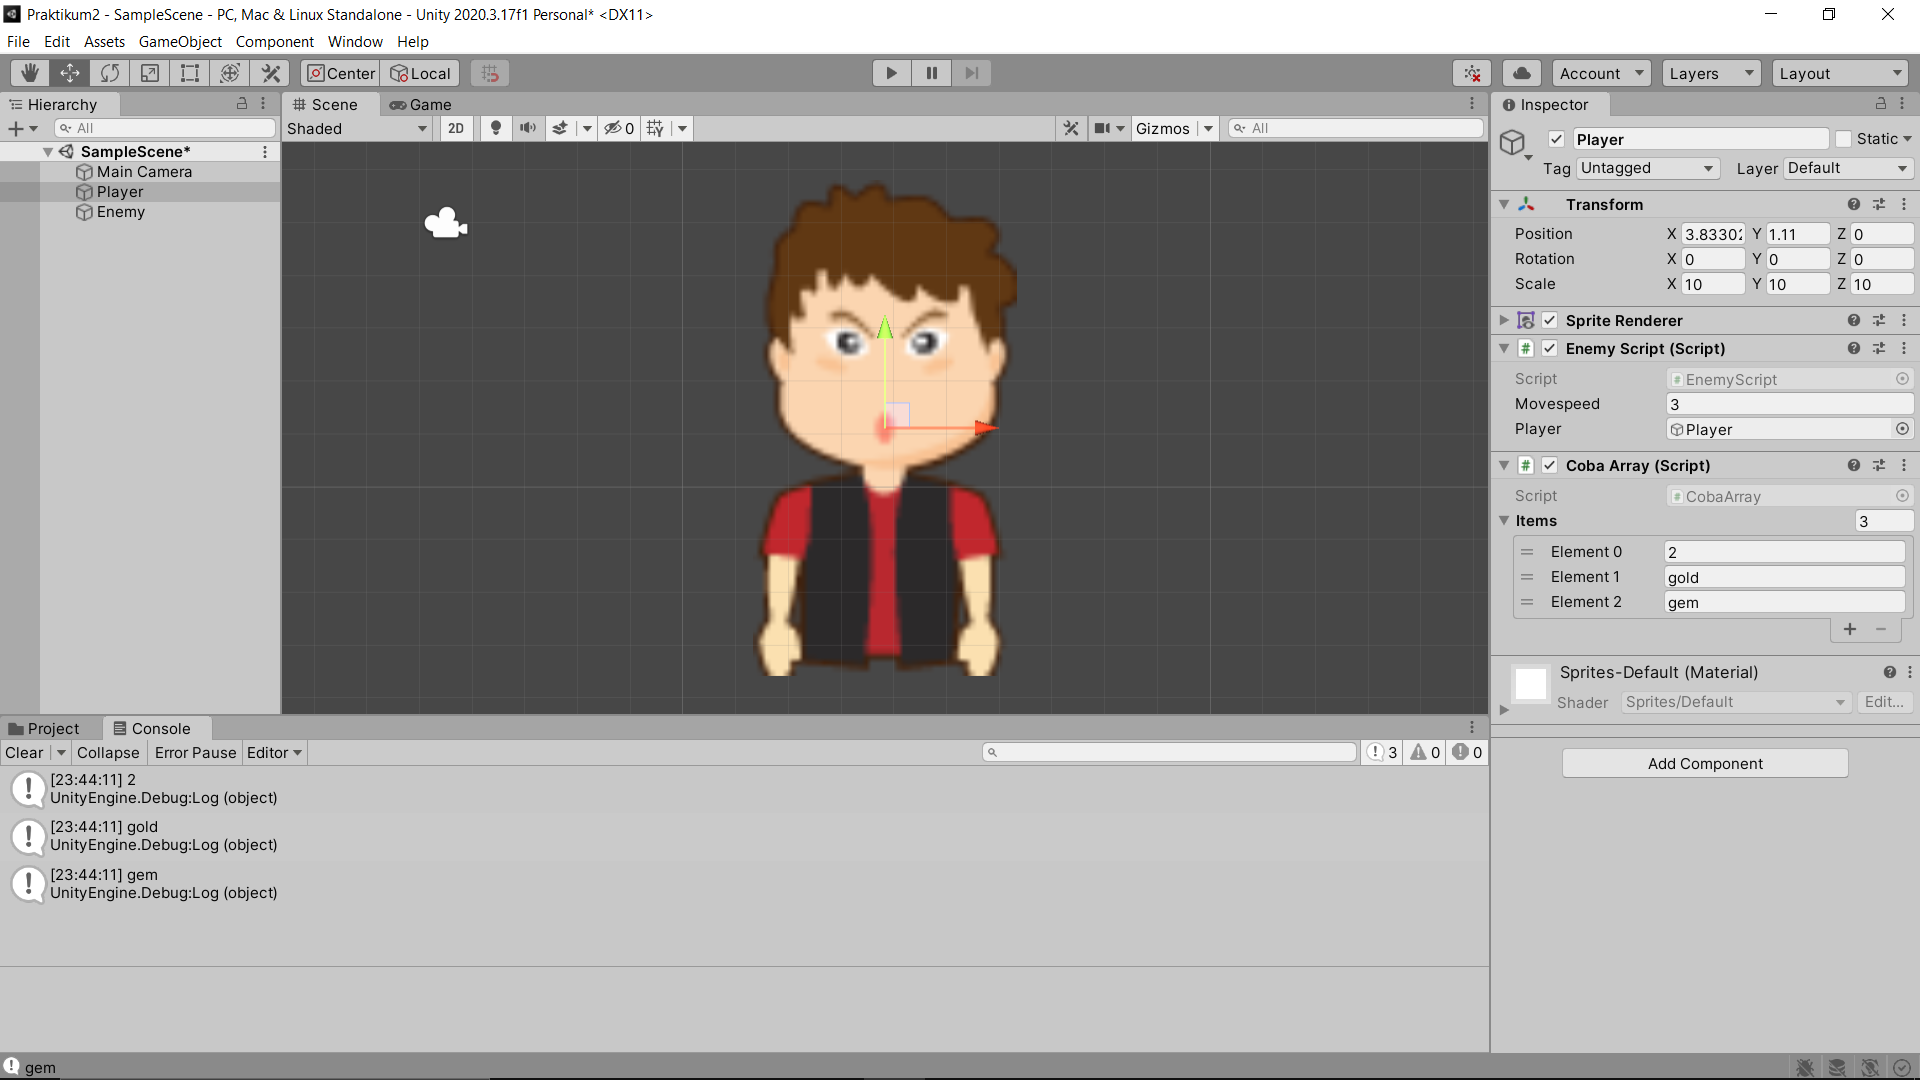 Praktikum2 - SampleScene - PC, Mac & Linux Standalone - Unity 2020.3.17f1 Personal* <DX11>
File Edit Assets GameObject Component Window Help
Center Local Account Layers Layout
Hierarchy
All
SampleScene*
Main Camera
Player
Enemy
Scene Game
Shaded 2D 0 Gizmos All
Inspector
Player Static
Tag Untagged Layer Default
Transform
Position X 3.83302 Y 1.11 Z 0
Rotation X 0 Y 0 Z 0
Scale X 10 Y 10 Z 10
Sprite Renderer
# Enemy Script (Script)
Script # EnemyScript
Movespeed 3
Player Player
# Coba Array (Script)
Script # CobaArray
Items 3
Element 0 2
Element 1 gold
Element 2 gem
+ −
Sprites-Default (Material)
Shader Sprites/Default Edit...
Add Component
Project Console
Clear Collapse Error Pause Editor 3 0 0
[23:44:11] 2
UnityEngine.Debug:Log (object)
[23:44:11] gold
UnityEngine.Debug:Log (object)
[23:44:11] gem
UnityEngine.Debug:Log (object)
gem